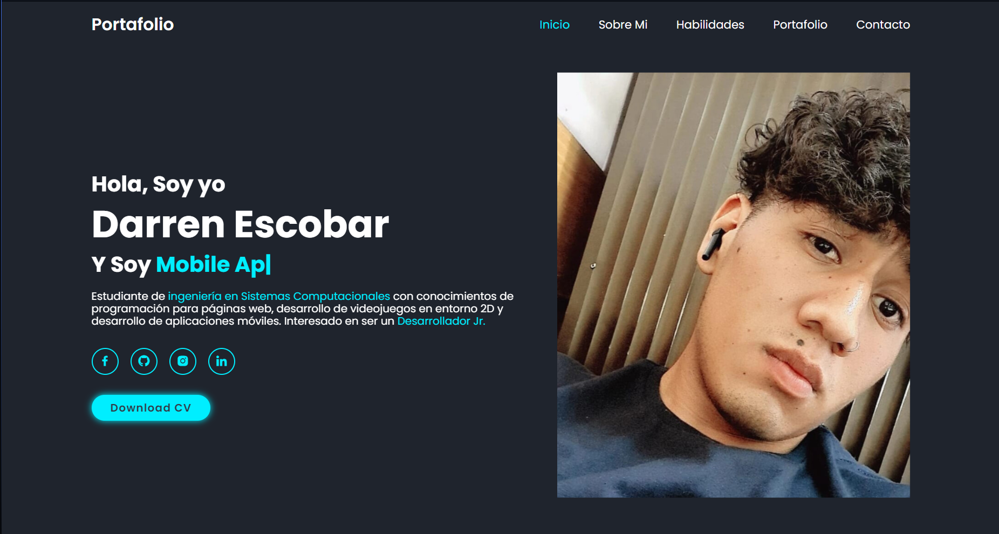 Portafolio
Inicio Sobre Mi Habilidades Portafolio Contacto
Hola, Soy yo
Darren Escobar
Y Soy Mobile Ap|
Estudiante de ingeniería en Sistemas Computacionales con conocimientos de
programación para páginas web, desarrollo de videojuegos en entorno 2D y
desarrollo de aplicaciones móviles. Interesado en ser un Desarrollador Jr.
Download CV